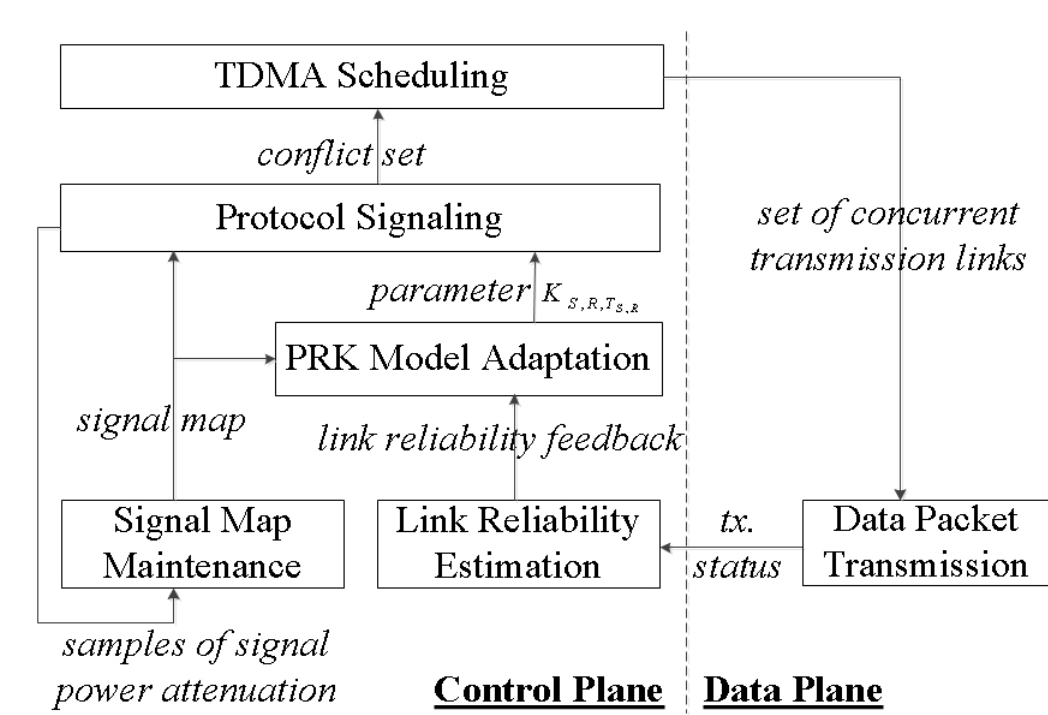 TDMA Scheduling
conflict set
Protocol Signaling
set of concurrent
transmission links
parameter K S,R,T S,R
PRK Model Adaptation
signal map
link reliability feedback
Signal Map
Maintenance
Link Reliability
Estimation
tx.
status
Data Packet
Transmission
samples of signal
power attenuation
Control Plane
Data Plane